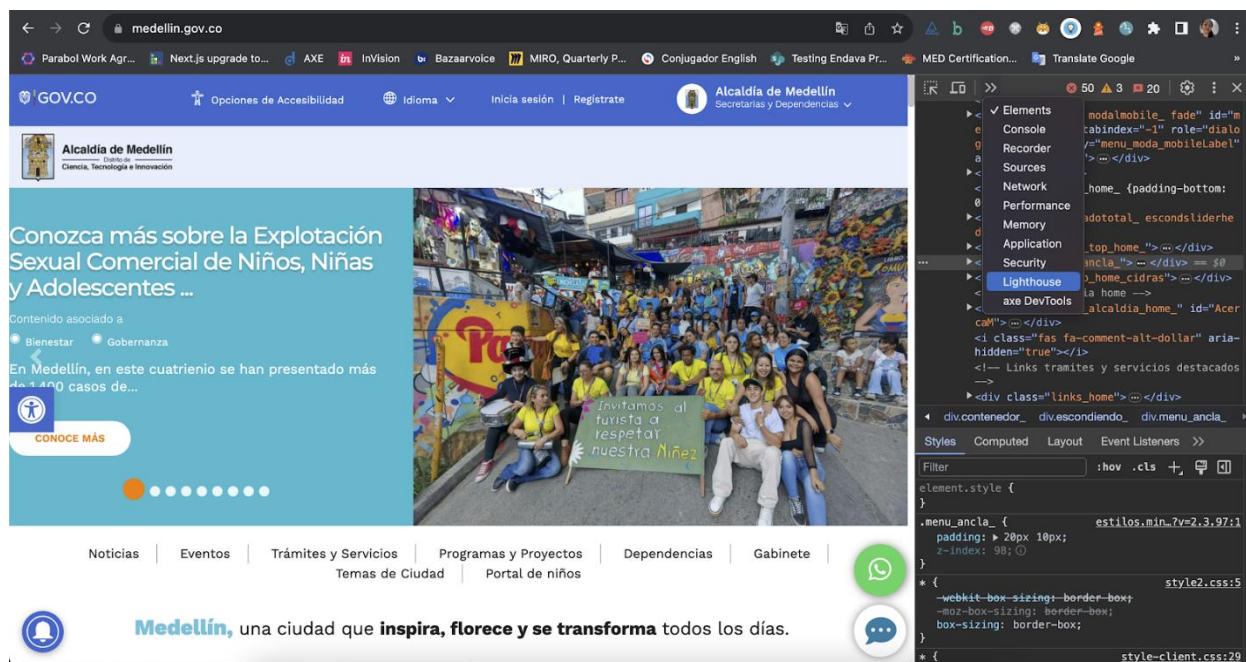 medellin.gov.co
Parabol Work Agr... Next.js upgrade to... AXE InVision Bazaarvoice MIRO, Quarterly P... Conjugador English Testing Endava Pr... MED Certification... Translate Google »
GOV.CO Opciones de Accesibilidad Idioma Inicia sesión | Regístrate Alcaldía de Medellín
Secretarías y Dependencias
Alcaldía de Medellín
Distrito de
Ciencia, Tecnología e Innovación
Conozca más sobre la Explotación
Sexual Comercial de Niños, Niñas
y Adolescentes ...
Contenido asociado a
Bienestar Gobernanza
En Medellín, en este cuatrienio se han presentado más
de 1400 casos de...
CONOCE MÁS
Invitamos al
turista a
respetar
nuestra Niñez
Noticias Eventos Trámites y Servicios Programas y Proyectos Dependencias Gabinete
Temas de Ciudad Portal de niños
Medellín, una ciudad que inspira, florece y se transforma todos los días.
50 3 20
✓ Elements
Console
Recorder
Sources
Network
Performance
Memory
Application
Security
Lighthouse
axe DevTools
modalmobile_ fade" id="m
tabindex="-1" role="dialo
y="menu_moda_mobileLabel"
"> </div>
_home_ {padding-bottom:
adototal_ escondsliderhe
_top_home_"> </div>
ancla_"> </div> == $0
o_home_cidras"> </div>
ia home -->
_alcaldia_home_" id="Acer
caM"> </div>
<i class="fas fa-comment-alt-dollar" aria-
hidden="true"></i>
<!-- Links tramites y servicios destacados
-->
<div class="links_home"> </div>
div.contenedor_ div.escondiendo_ div.menu_ancla_
Styles Computed Layout Event Listeners >>
Filter :hov .cls +
element.style {
}
.menu_ancla_ { estilos.min…?v=2.3.97:1
padding: 20px 10px;
z-index: 98;
}
* { style2.css:5
-webkit-box-sizing: border-box;
-moz-box-sizing: border-box;
box-sizing: border-box;
}
* { style-client.css:29